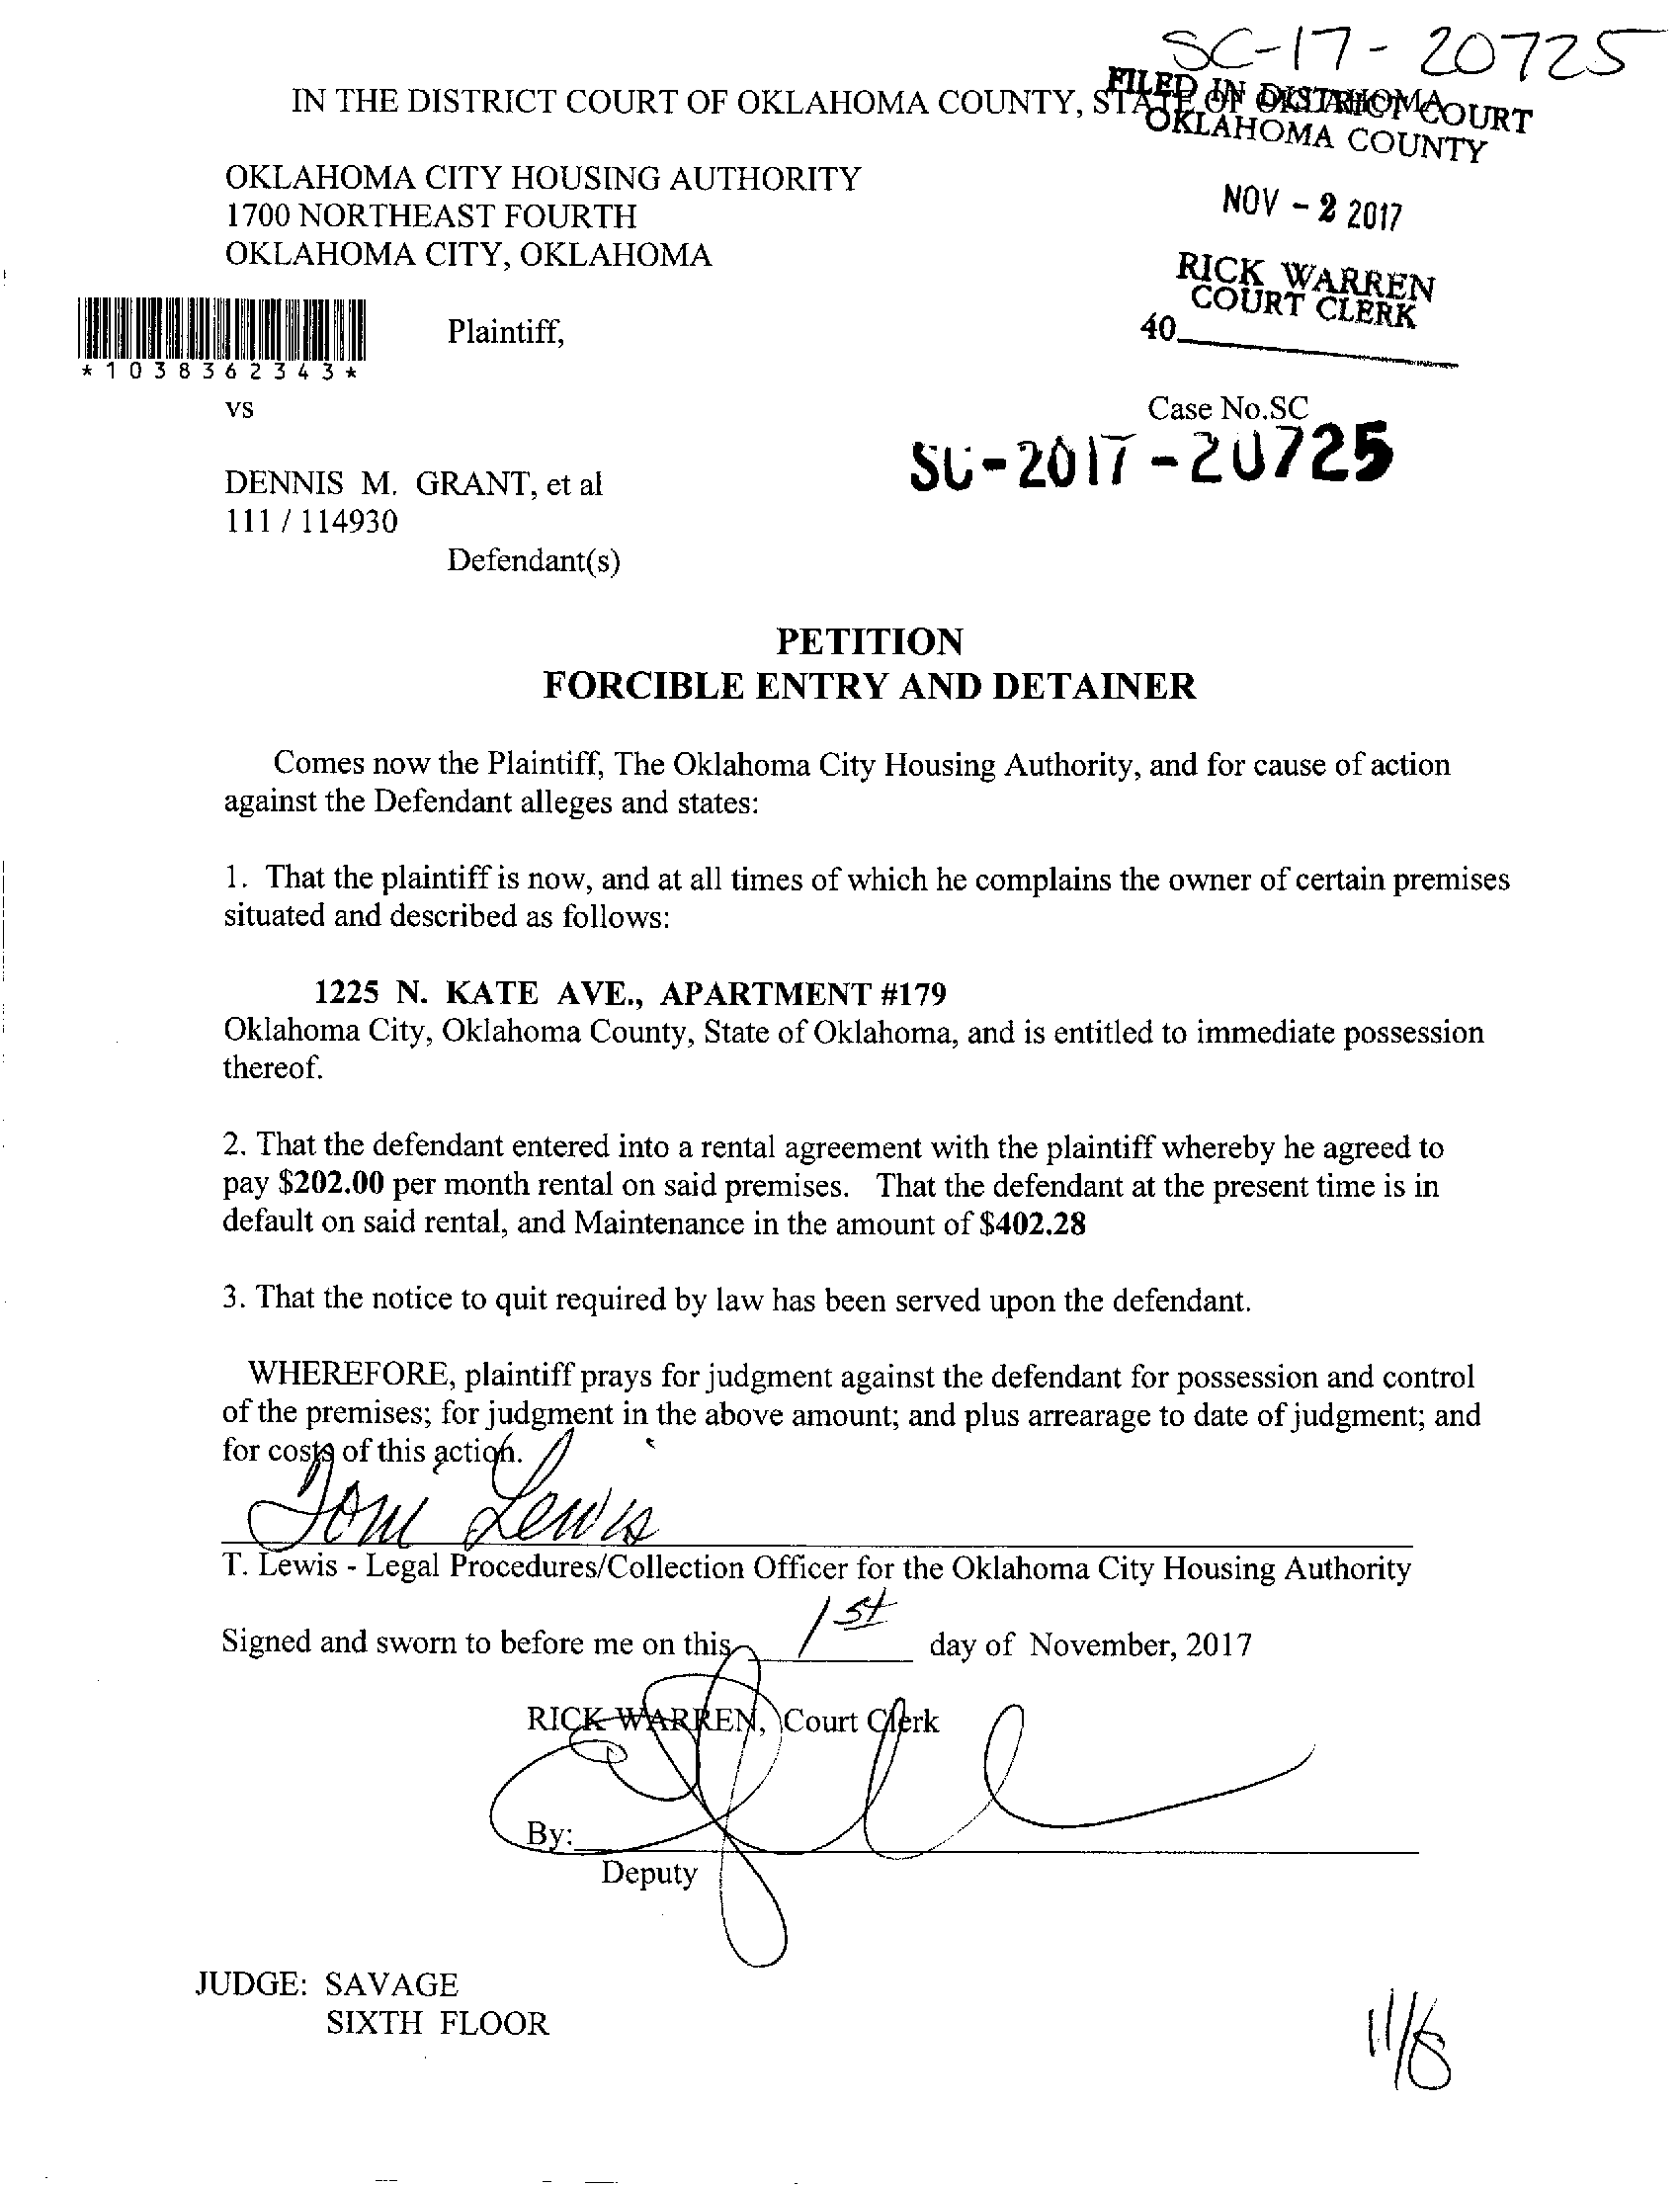 SC-17-20725
IN THE DISTRICT COURT OF OKLAHOMA COUNTY, STATE OF OKLAHOMA
FILED IN DISTRICT COURT
OKLAHOMA COUNTY
OKLAHOMA CITY HOUSING AUTHORITY
1700 NORTHEAST FOURTH
OKLAHOMA CITY, OKLAHOMA
NOV - 2 2017
RICK WARREN
COURT CLERK
40
Plaintiff,
*1038362343*
vs
Case No.SC
SC-2017-20725
DENNIS M. GRANT, et al
111 / 114930
Defendant(s)
PETITION
FORCIBLE ENTRY AND DETAINER
Comes now the Plaintiff, The Oklahoma City Housing Authority, and for cause of action
against the Defendant alleges and states:
1. That the plaintiff is now, and at all times of which he complains the owner of certain premises
situated and described as follows:
1225 N. KATE AVE., APARTMENT #179
Oklahoma City, Oklahoma County, State of Oklahoma, and is entitled to immediate possession
thereof.
2. That the defendant entered into a rental agreement with the plaintiff whereby he agreed to
pay $202.00 per month rental on said premises. That the defendant at the present time is in
default on said rental, and Maintenance in the amount of $402.28
3. That the notice to quit required by law has been served upon the defendant.
WHEREFORE, plaintiff prays for judgment against the defendant for possession and control
of the premises; for judgment in the above amount; and plus arrearage to date of judgment; and
for costs of this action.
Toni Lewis
T. Lewis - Legal Procedures/Collection Officer for the Oklahoma City Housing Authority
Signed and sworn to before me on this 1st day of November, 2017
RICK WARREN, Court Clerk
By:
Deputy
JUDGE: SAVAGE
SIXTH FLOOR
11/8